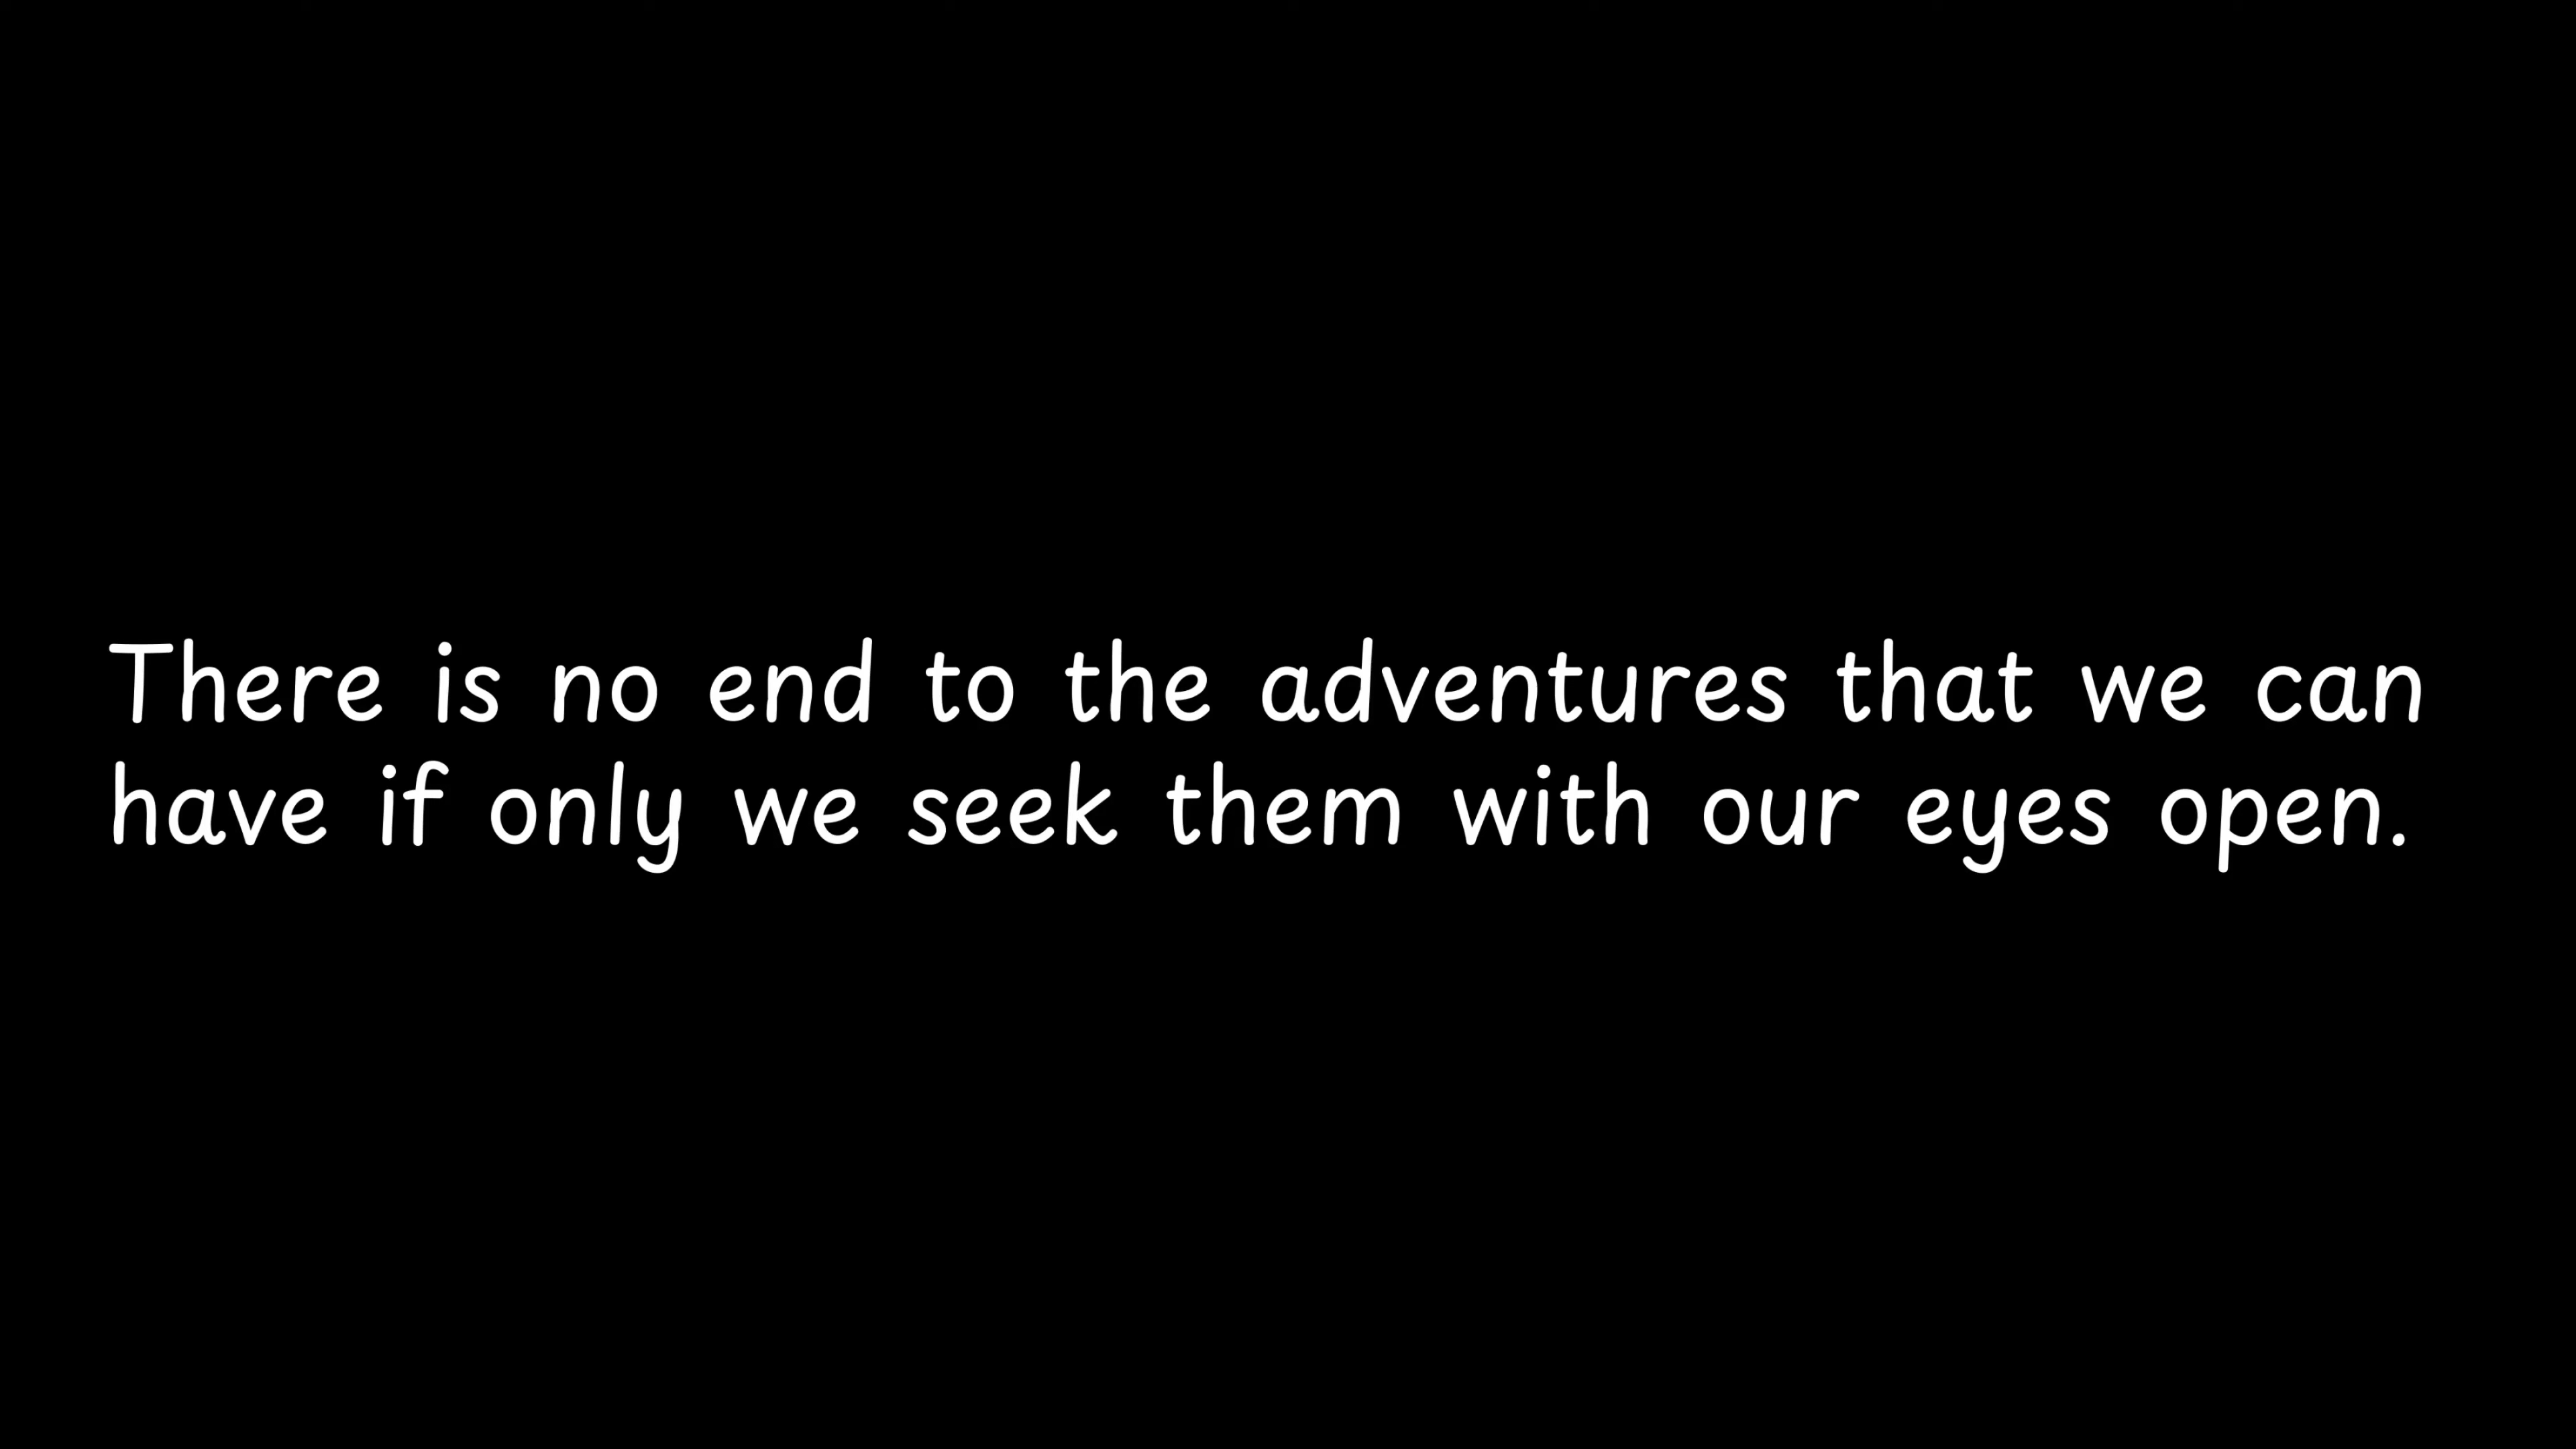 There is no end to the adventures that we can
have if only we seek them with our eyes open.